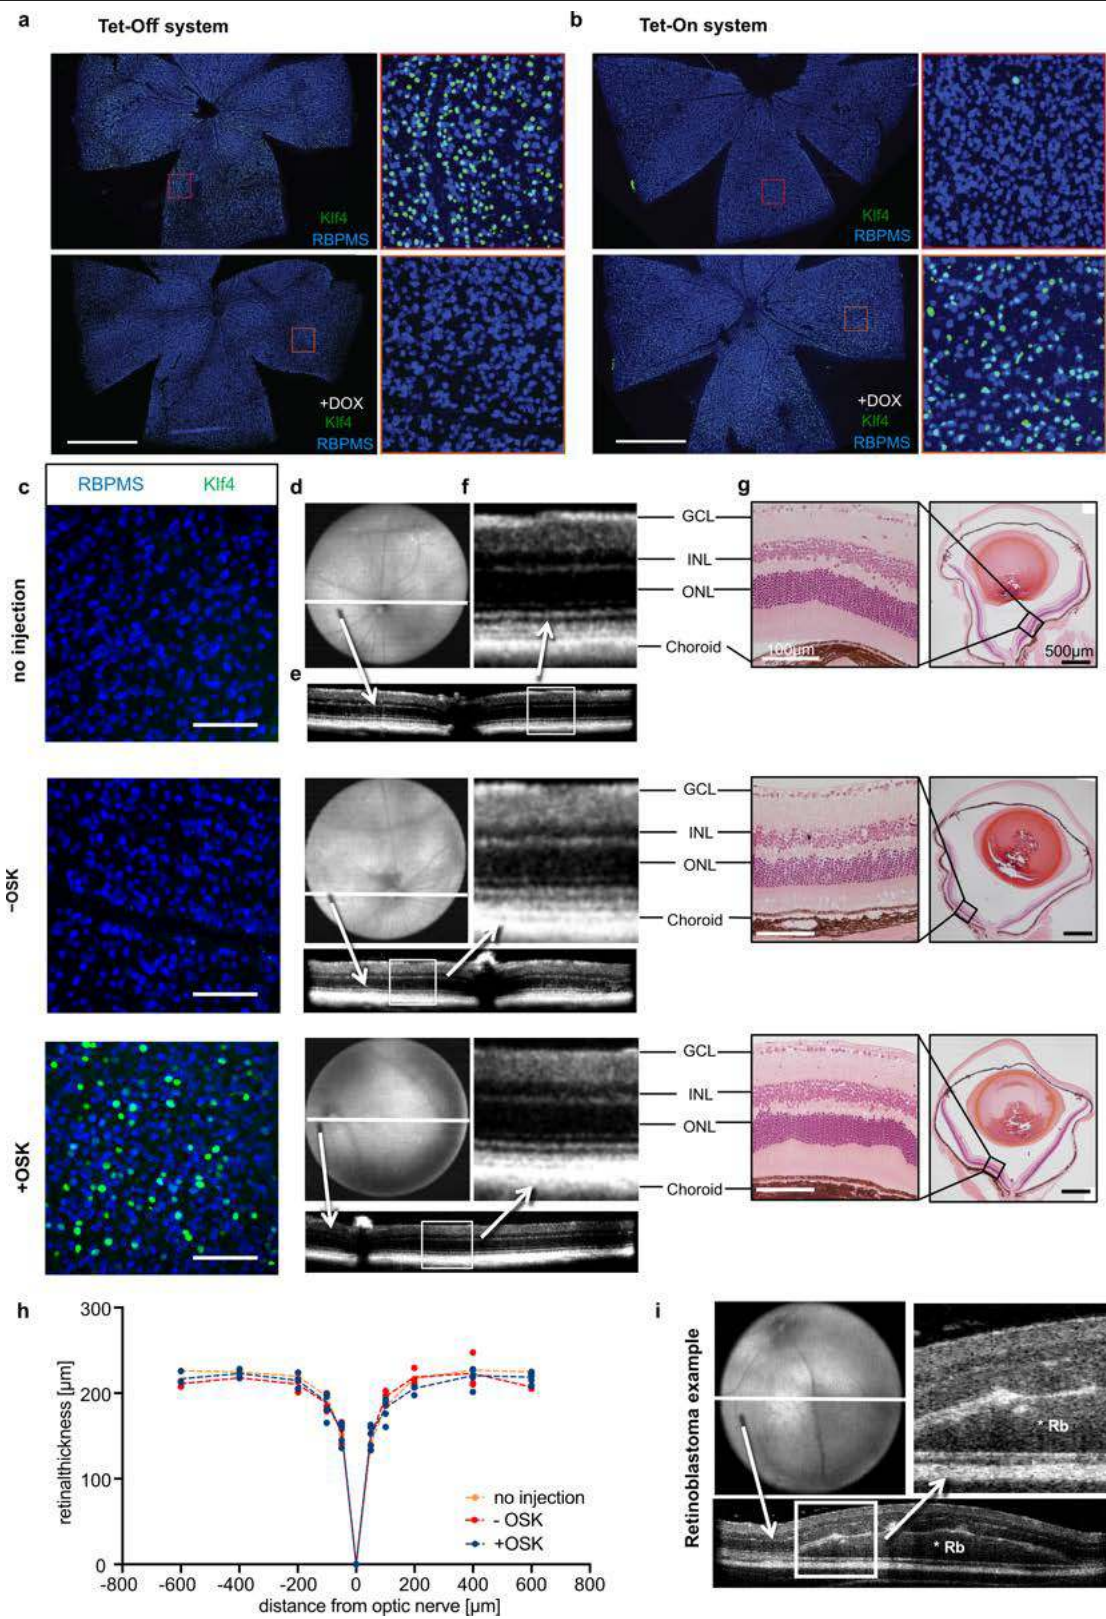 a Tet-Off system
b Tet-On system
Klf4
RBPMS
Klf4
RBPMS
+DOX
Klf4
RBPMS
+DOX
Klf4
RBPMS
c
RBPMS Klf4
d
f
g
no injection
GCL
INL
ONL
Choroid
100μm
500μm
e
-OSK
GCL
INL
ONL
Choroid
+OSK
GCL
INL
ONL
Choroid
h
retinalthickness [μm]
300
200
100
0
-800 -600 -400 -200 0 200 400 600 800
distance from optic nerve [μm]
no injection
- OSK
+OSK
i
Retinoblastoma example
* Rb
* Rb